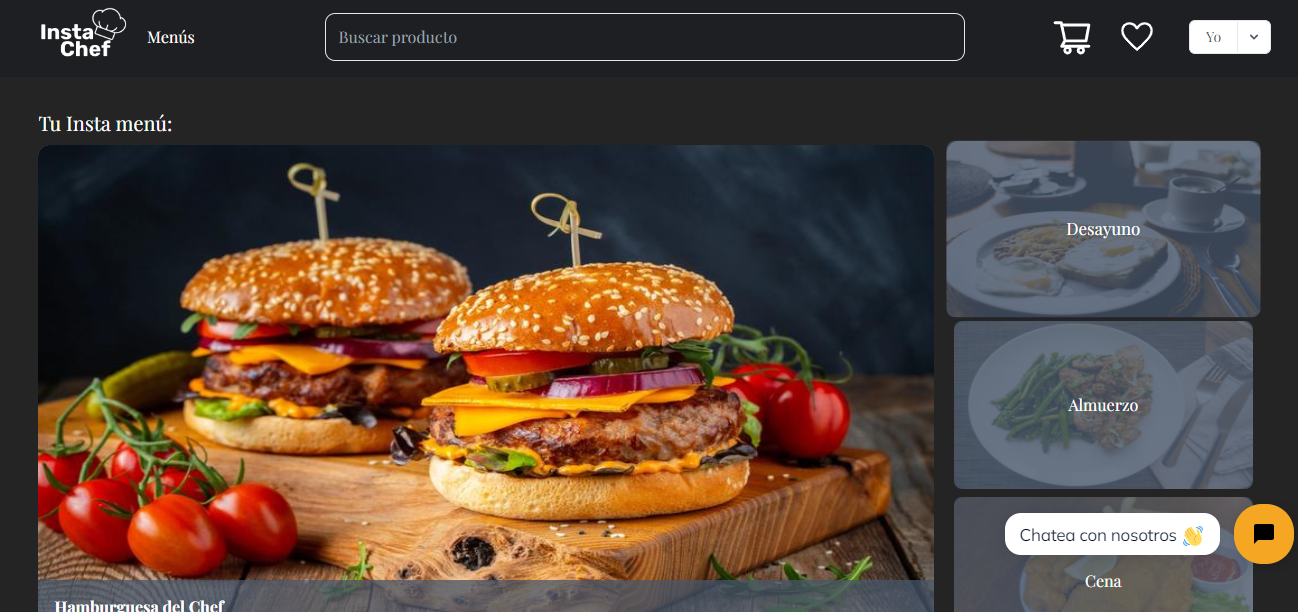 Insta
Chef
Menús
Buscar producto
Yo
Tu Insta menú:
Desayuno
Almuerzo
Chatea con nosotros 👋
Cena
Hamburguesa del Chef